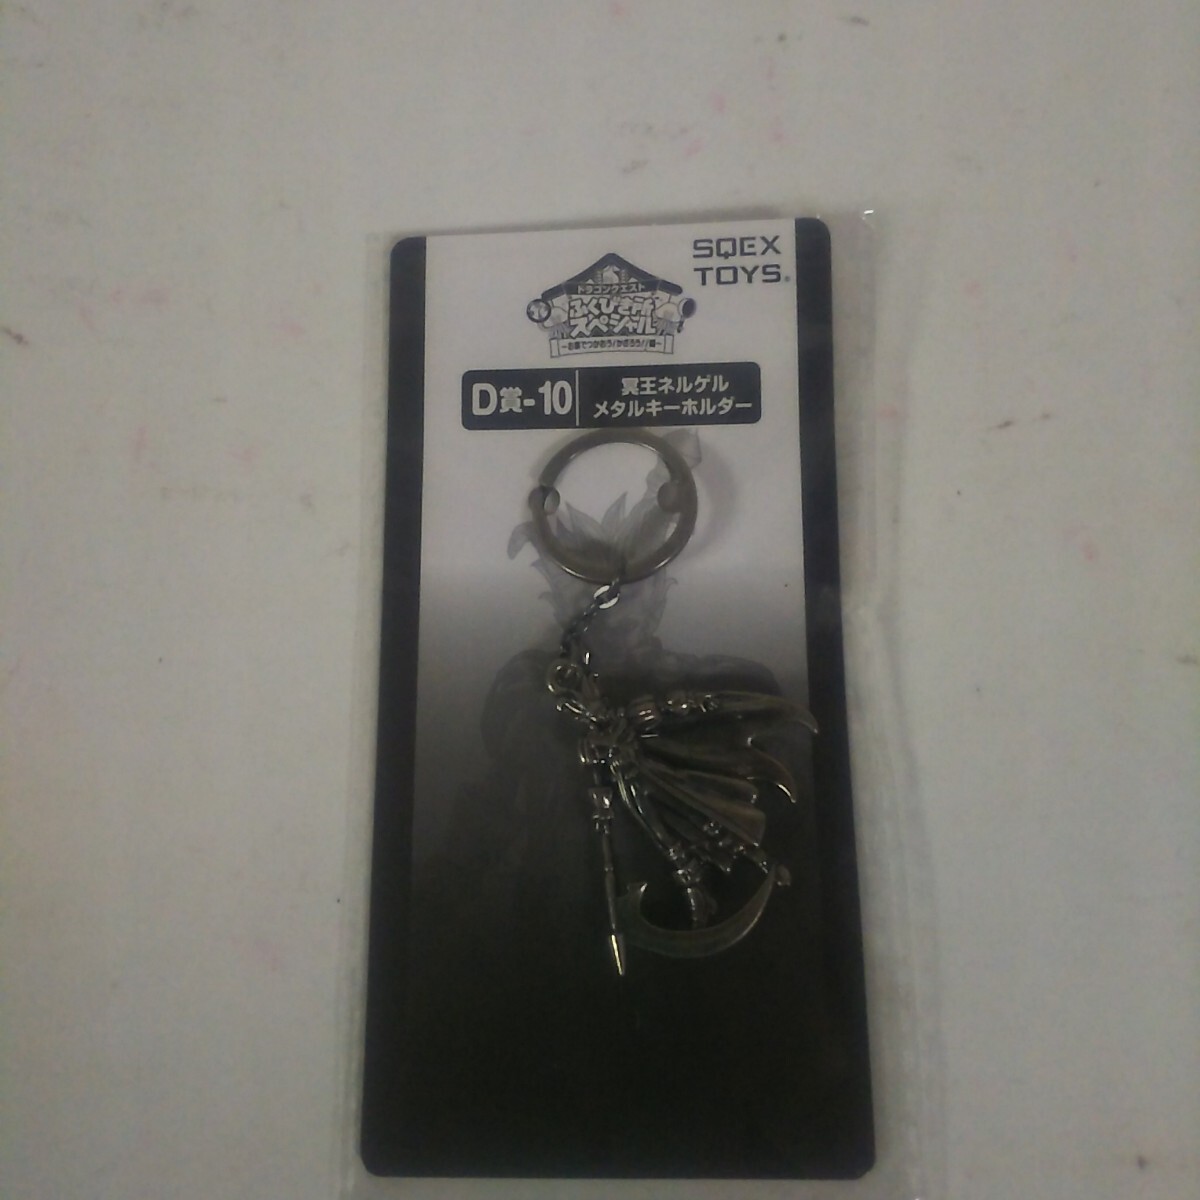 SQEX
TOYS®
ドラゴンクエスト
ふくびき所
スペシャル
D賞-10
冥王ネルゲル
メタルキーホルダー